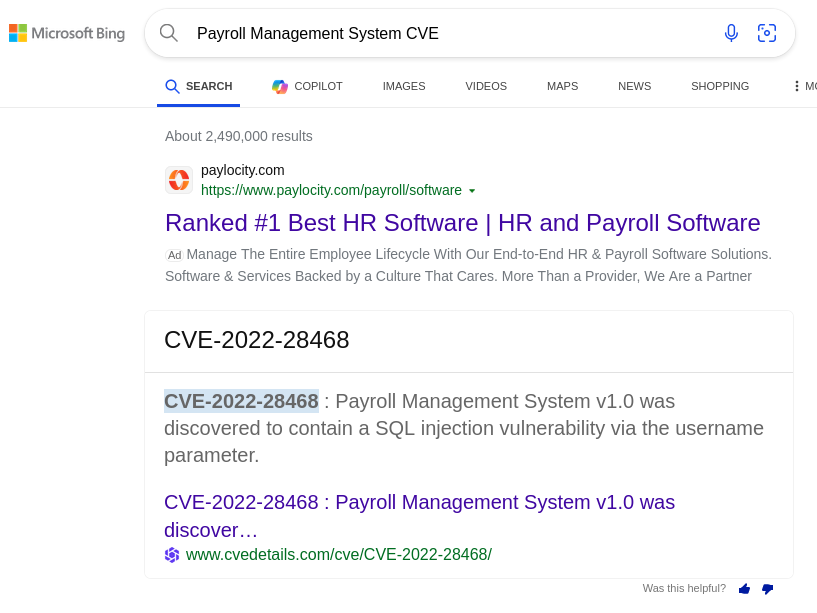 Microsoft Bing
Payroll Management System CVE
SEARCH COPILOT IMAGES VIDEOS MAPS NEWS SHOPPING
About 2,490,000 results
paylocity.com
https://www.paylocity.com/payroll/software
Ranked #1 Best HR Software | HR and Payroll Software
Ad Manage The Entire Employee Lifecycle With Our End-to-End HR & Payroll Software Solutions.
Software & Services Backed by a Culture That Cares. More Than a Provider, We Are a Partner
CVE-2022-28468
CVE-2022-28468 : Payroll Management System v1.0 was
discovered to contain a SQL injection vulnerability via the username
parameter.
CVE-2022-28468 : Payroll Management System v1.0 was
discover…
www.cvedetails.com/cve/CVE-2022-28468/
Was this helpful?